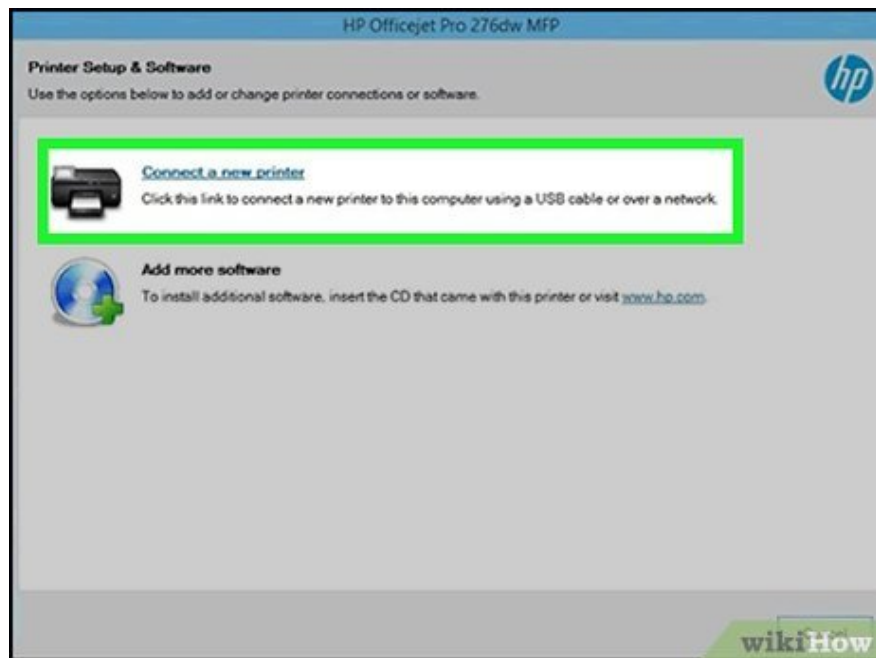 HP Officejet Pro 276dw MFP
Printer Setup & Software
Use the options below to add or change printer connections or software.
hp
Connect a new printer
Click this link to connect a new printer to this computer using a USB cable or over a network.
Add more software
To install additional software, insert the CD that came with this printer or visit www.hp.com.
wikiHow